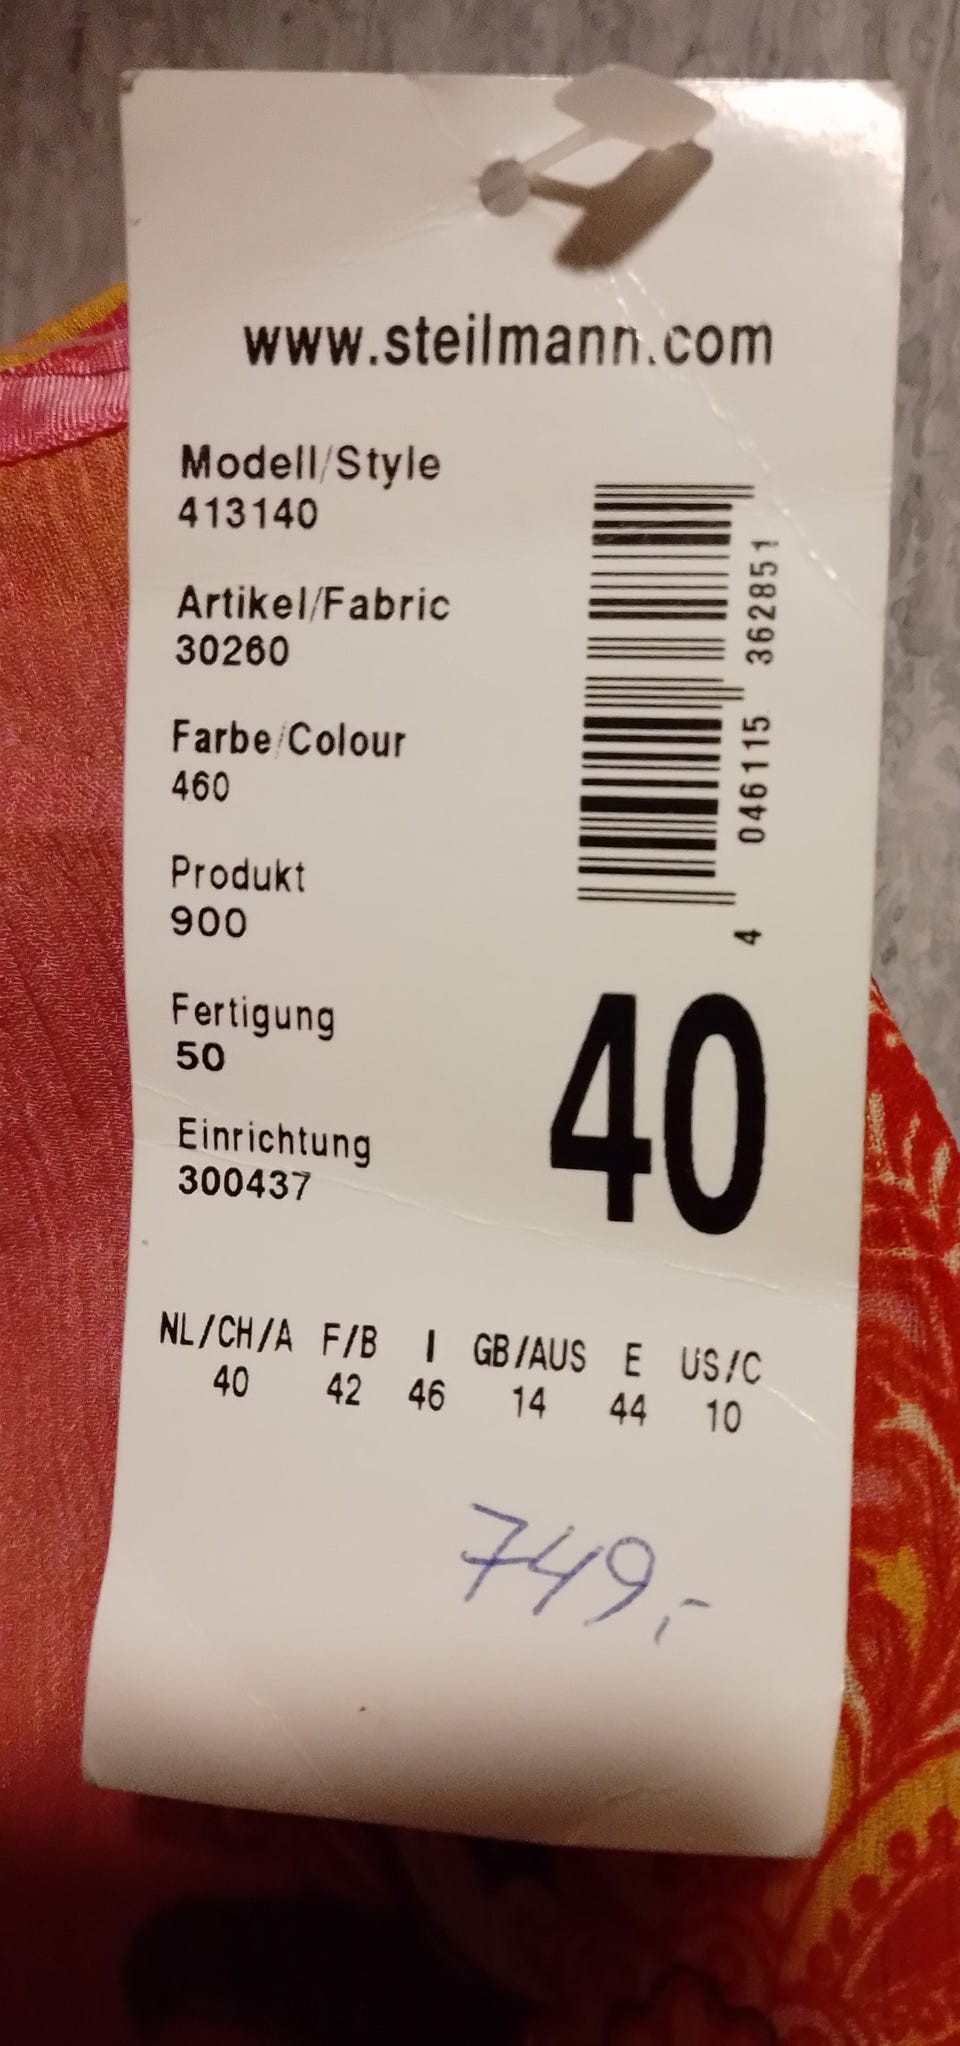 www.steilmann.com
Modell/Style
413140
Artikel/Fabric
30260
Farbe/Colour
460
Produkt
900
Fertigung
50
Einrichtung
300437
4 046115 362851
40
NL/CH/A F/B I GB/AUS E US/C
40 42 46 14 44 10
749,-